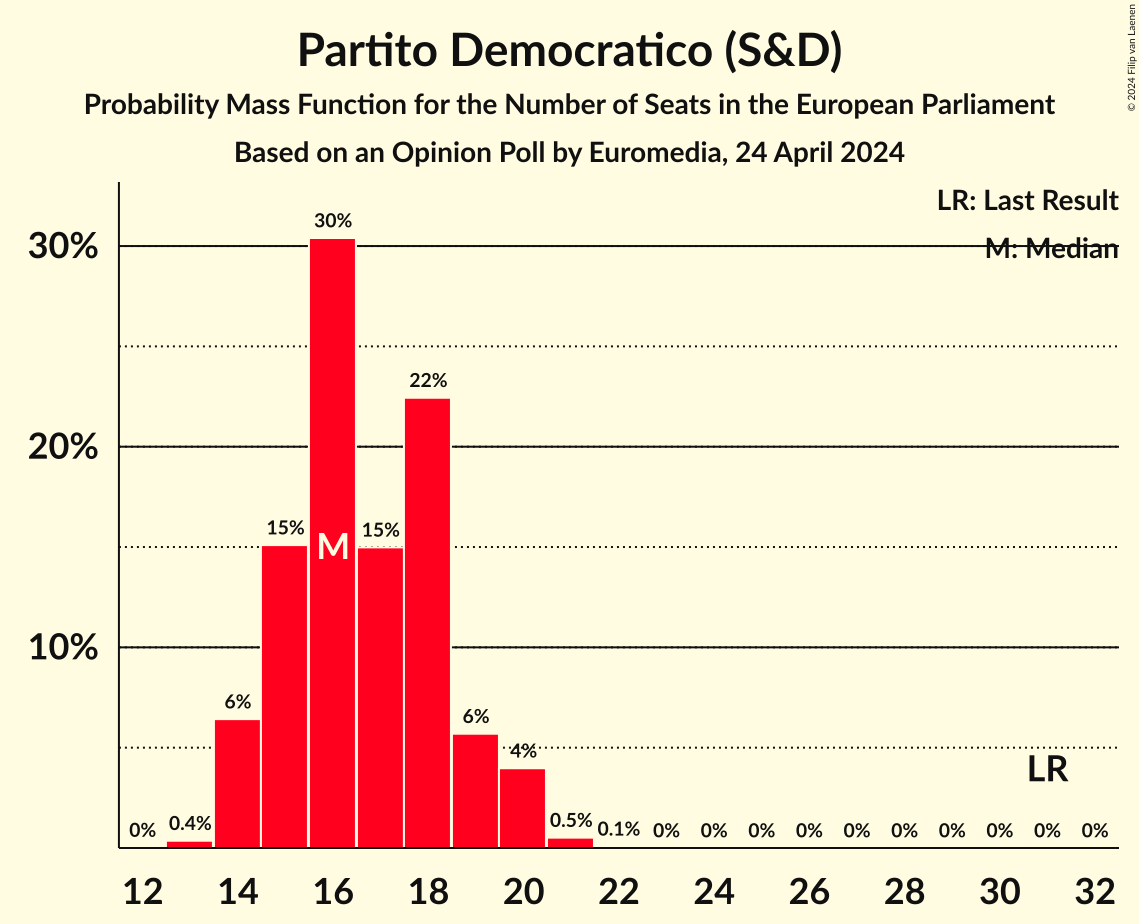 Partito Democratico (S&D)
Probability Mass Function for the Number of Seats in the European Parliament
Based on an Opinion Poll by Euromedia, 24 April 2024
© 2024 Filip van Laenen
LR: Last Result
M: Median
30%
20%
10%
0% 0.4% 6% 15% 30% 15% 22% 6% 4% 0.5% 0.1% 0% 0% 0% 0% 0% 0% 0% 0% 0% 0%
M
LR
12 14 16 18 20 22 24 26 28 30 32